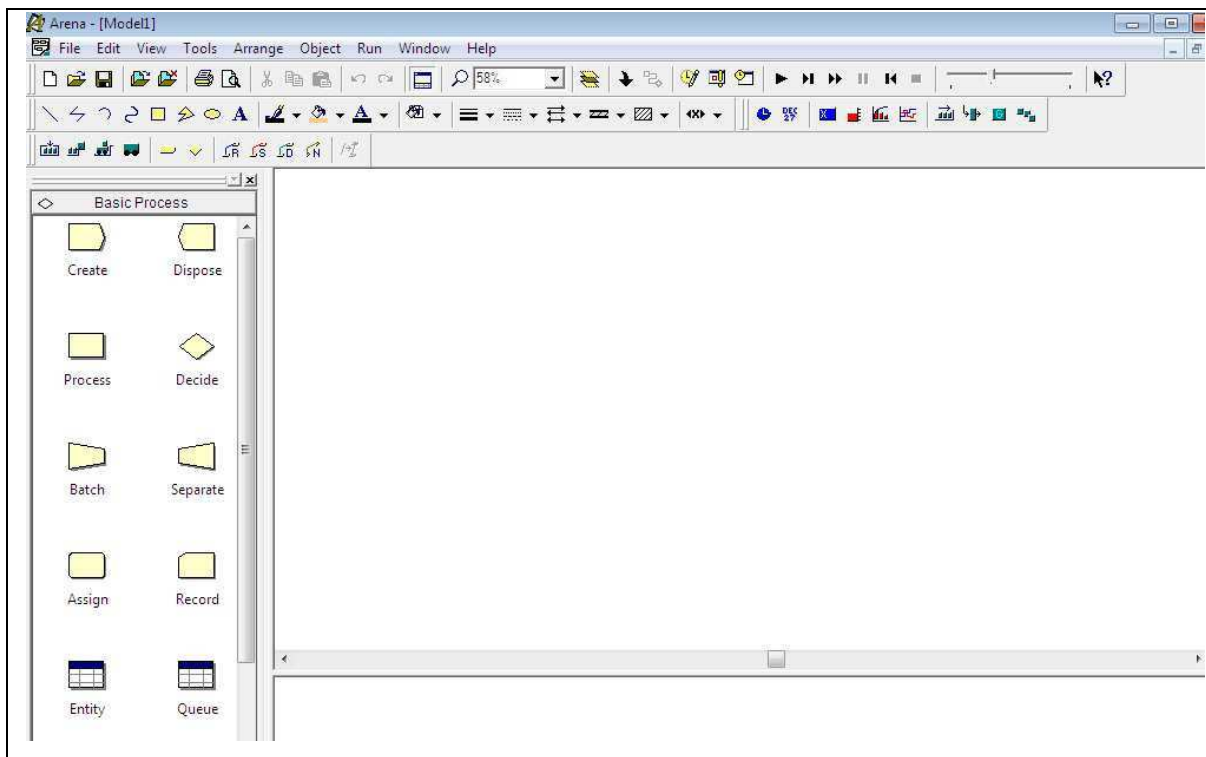 Arena - [Model1]
File Edit View Tools Arrange Object Run Window Help
58%
A A
Basic Process
Create Dispose
Process Decide
Batch Separate
Assign Record
Entity Queue